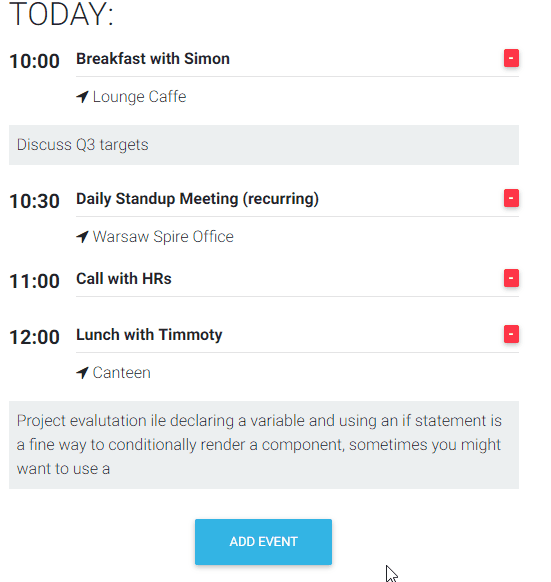 TODAY:
10:00 Breakfast with Simon -
Lounge Caffe
Discuss Q3 targets
10:30 Daily Standup Meeting (recurring) -
Warsaw Spire Office
11:00 Call with HRs -
12:00 Lunch with Timmoty -
Canteen
Project evalutation ile declaring a variable and using an if statement is
a fine way to conditionally render a component, sometimes you might
want to use a
ADD EVENT